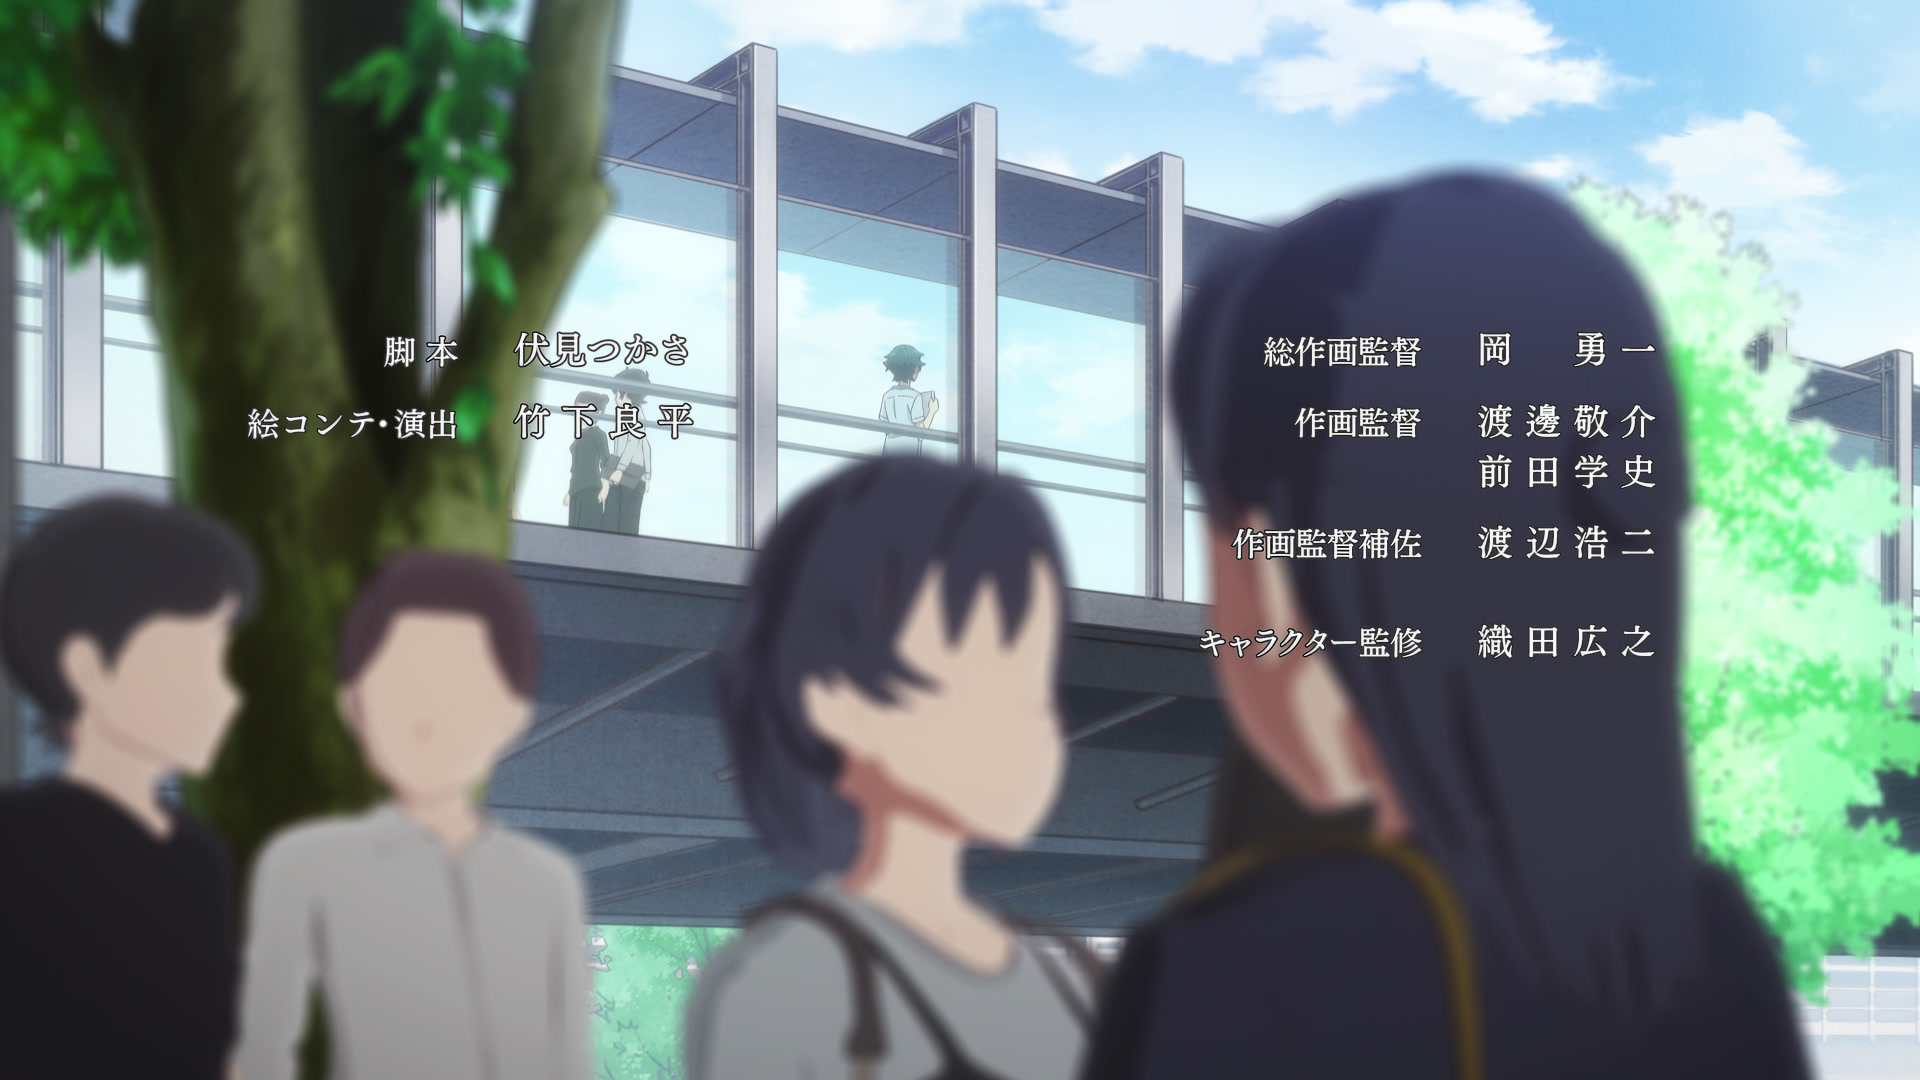 脚本 伏見つかさ
絵コンテ・演出 竹下良平
総作画監督 岡 勇一
作画監督 渡邊敬介
前田学史
作画監督補佐 渡辺浩二
キャラクター監修 織田広之